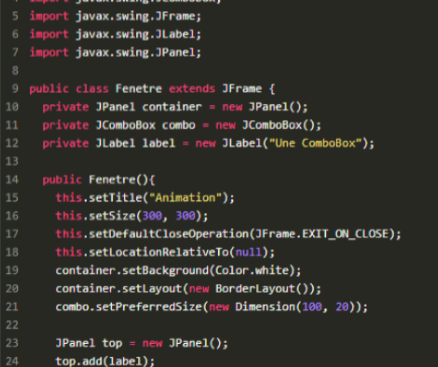 5 import javax.swing.JFrame;
6 import javax.swing.JLabel;
7 import javax.swing.JPanel;
8
9 public class Fenetre extends JFrame {
10 private JPanel container = new JPanel();
11 private JComboBox combo = new JComboBox();
12 private JLabel label = new JLabel("Une ComboBox");
13
14 public Fenetre(){
15 this.setTitle("Animation");
16 this.setSize(300, 300);
17 this.setDefaultCloseOperation(JFrame.EXIT_ON_CLOSE);
18 this.setLocationRelativeTo(null);
19 container.setBackground(Color.white);
20 container.setLayout(new BorderLayout());
21 combo.setPreferredSize(new Dimension(100, 20));
22
23 JPanel top = new JPanel();
24 top.add(label);